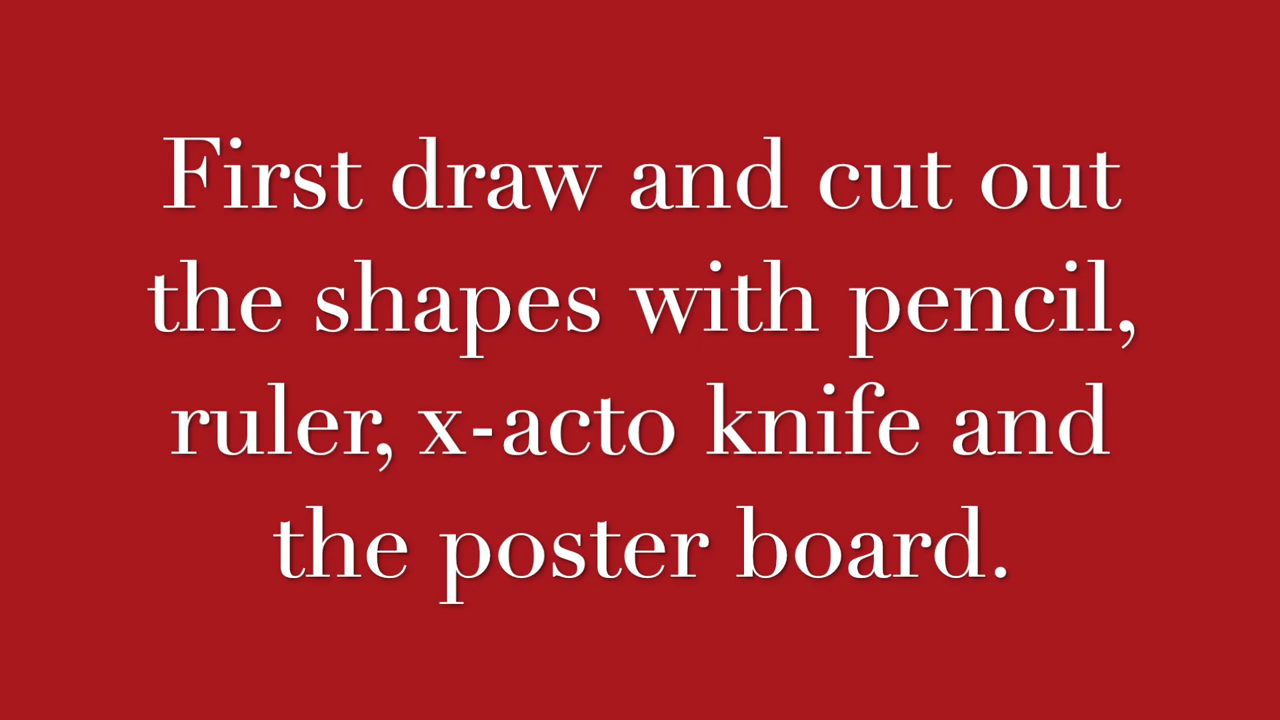 First draw and cut out
the shapes with pencil,
ruler, x-acto knife and
the poster board.